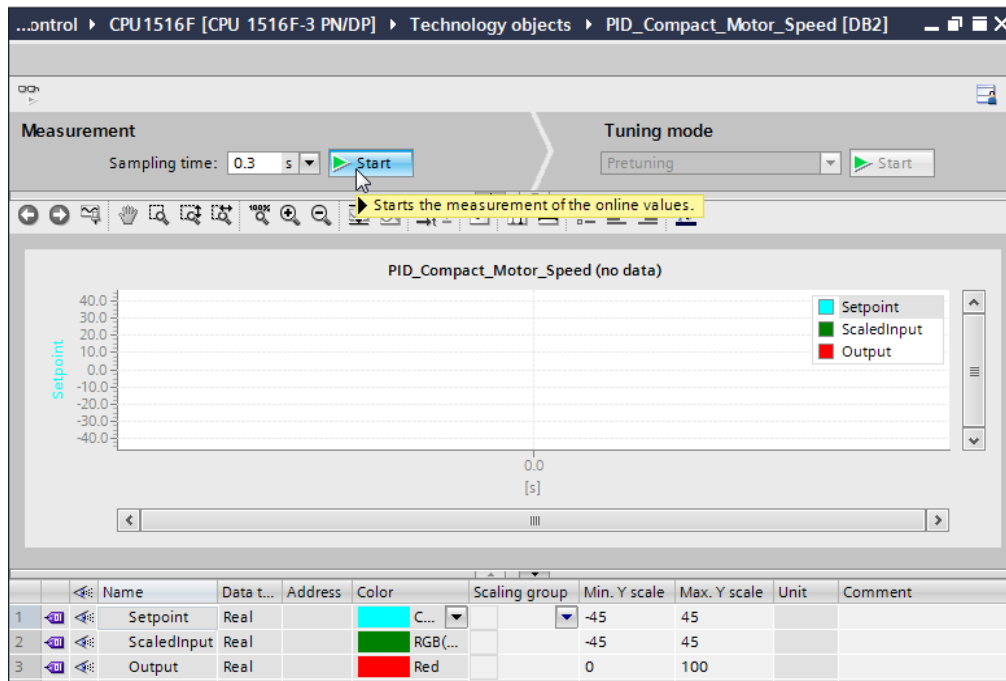 ...ontrol ▸ CPU1516F [CPU 1516F-3 PN/DP] ▸ Technology objects ▸ PID_Compact_Motor_Speed [DB2]
Measurement
Tuning mode
Sampling time: 0.3 s Start
Pretuning Start
100%
Starts the measurement of the online values.
PID_Compact_Motor_Speed (no data)
Setpoint
40.0
30.0
20.0
10.0
0.0
-10.0
-20.0
-30.0
-40.0
Setpoint
ScaledInput
Output
0.0
[s]
Name Data t... Address Color Scaling group Min. Y scale Max. Y scale Unit Comment
1 Setpoint Real C... -45 45
2 ScaledInput Real RGB(... -45 45
3 Output Real Red 0 100